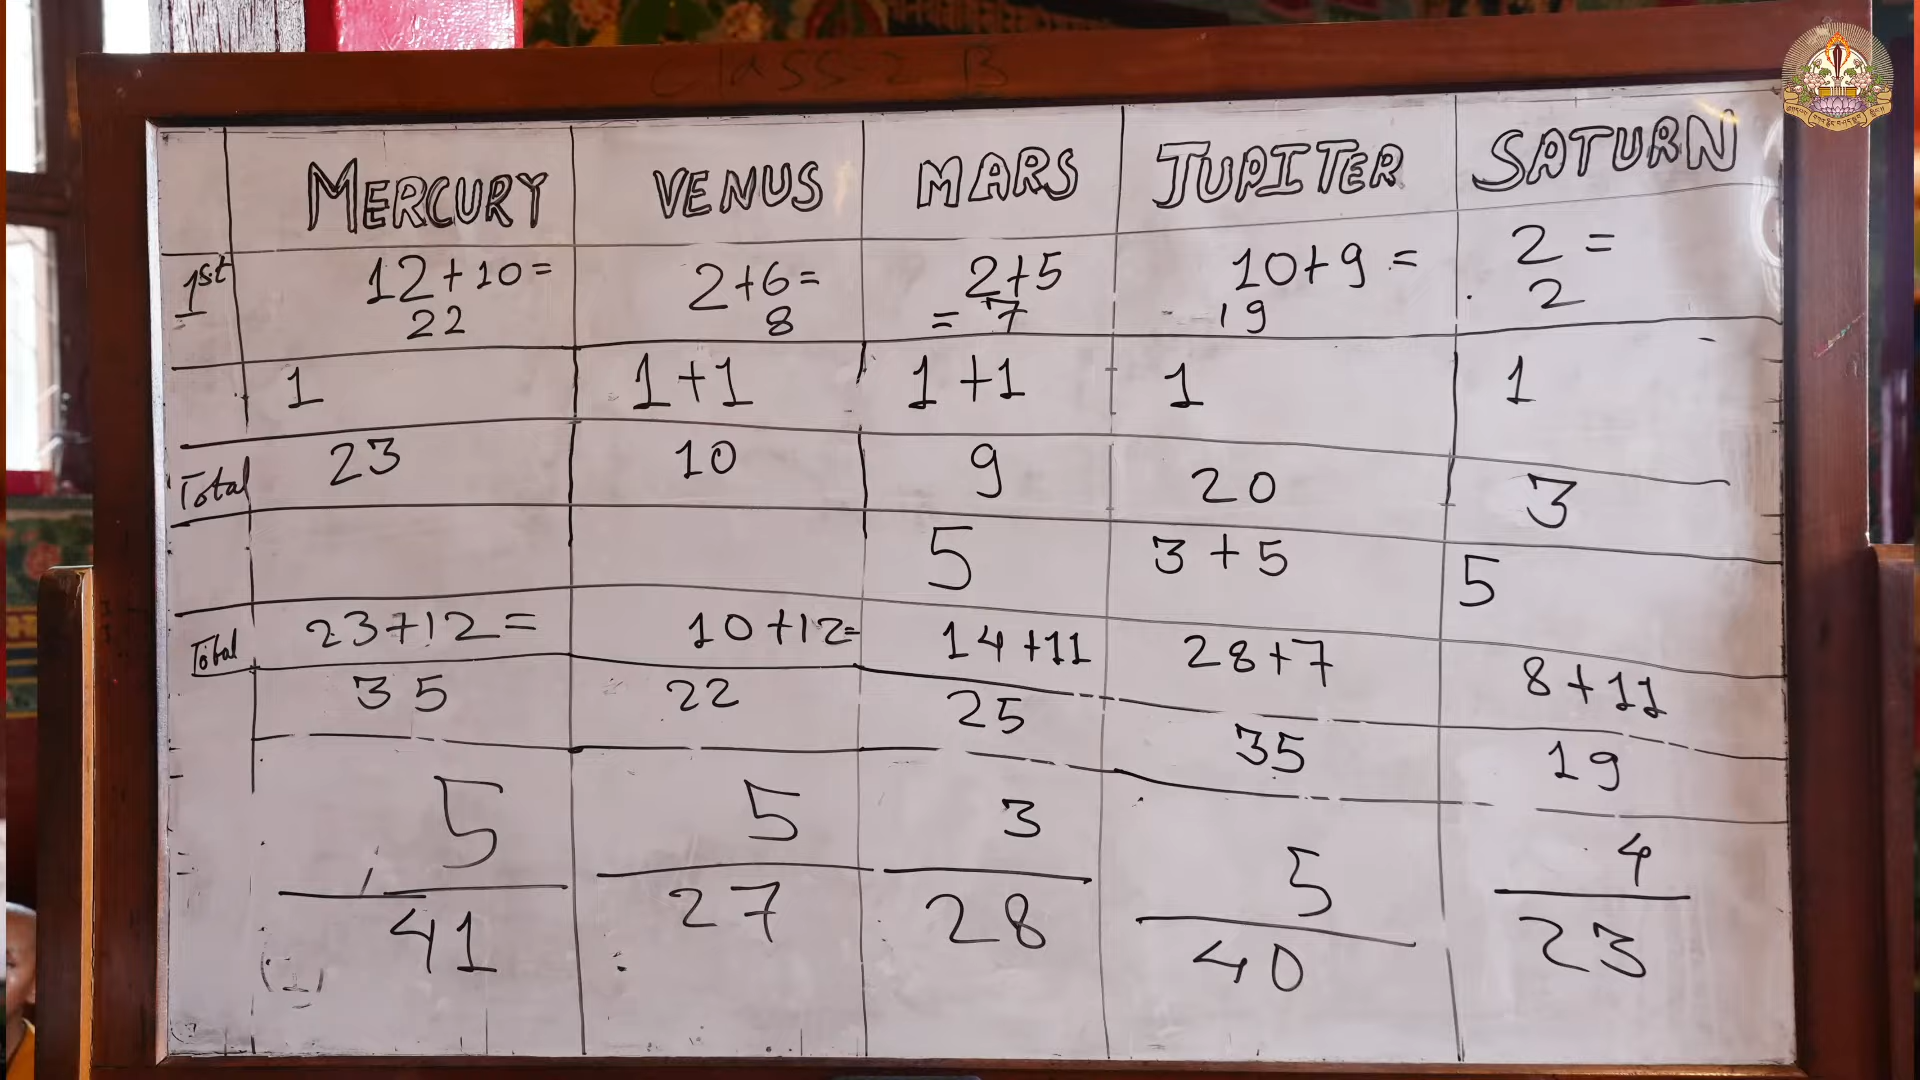 Class-2 B
MERCURY VENUS MARS JUPITER SATURN
1st 12+10= 2+6= 2+5 10+9= 2=
22 8 =7 19 2
1 1+1 1+1 1 1
Total 23 10 9 20 3
5 3+5 5
Total 23+12= 10+12= 14+11 28+7 8+11
35 22 25 35 19
5 5 3 5 4
41 27 28 40 23